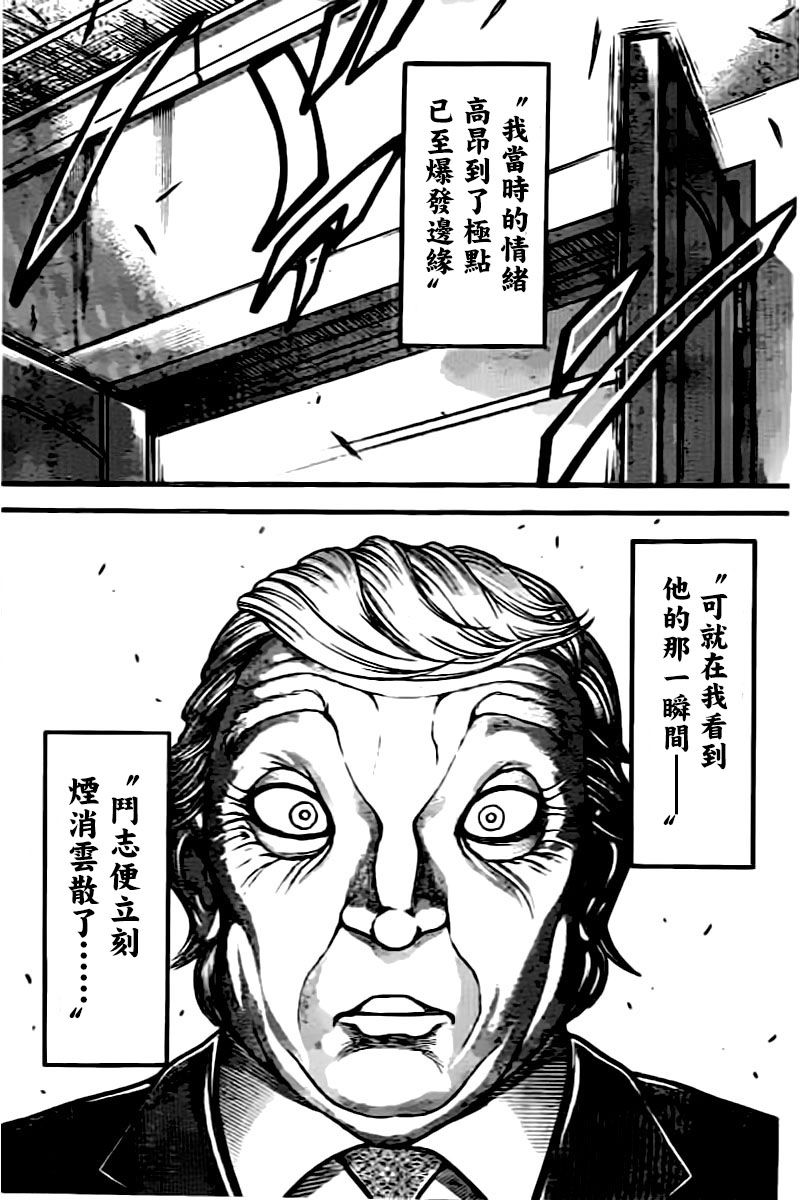 〝我當時的情緒
高昂到了極點
已至爆發邊緣〞
〝可就在我看到
他的那一瞬間——〞
〝鬥志便立刻
煙消雲散了……〞